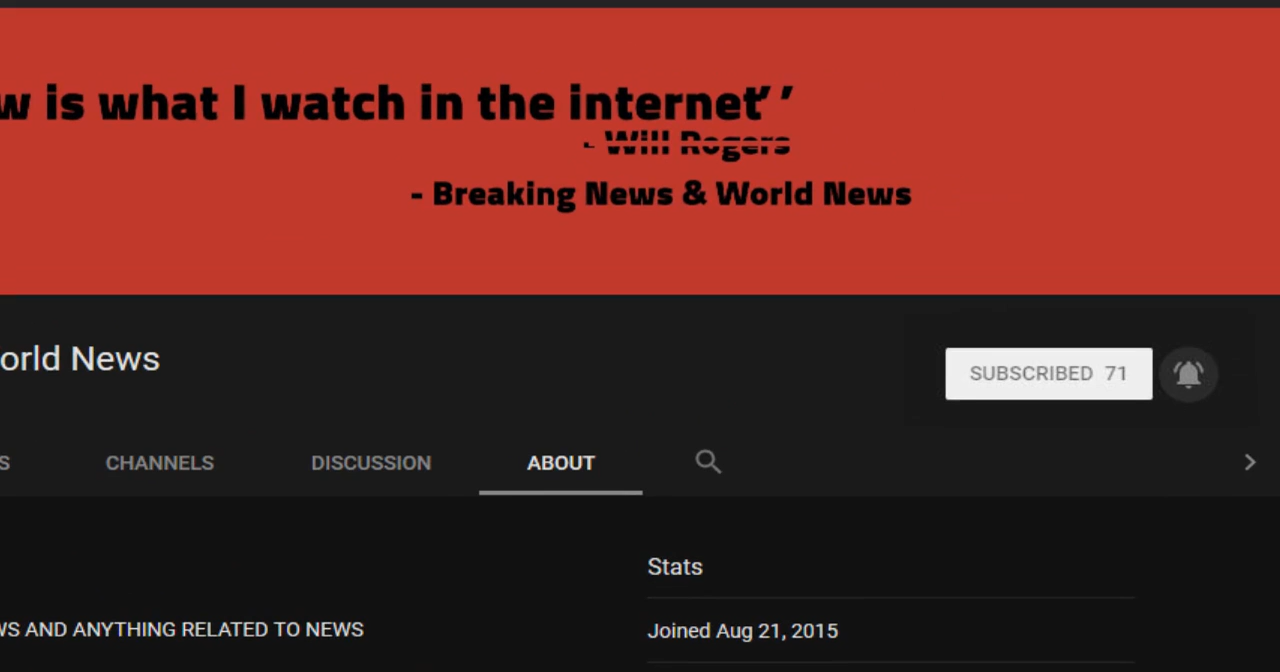 w is what I watch in the internet’’
- Will Rogers
- Breaking News & World News
orld News
SUBSCRIBED 71
S CHANNELS DISCUSSION ABOUT
Stats
WS AND ANYTHING RELATED TO NEWS
Joined Aug 21, 2015